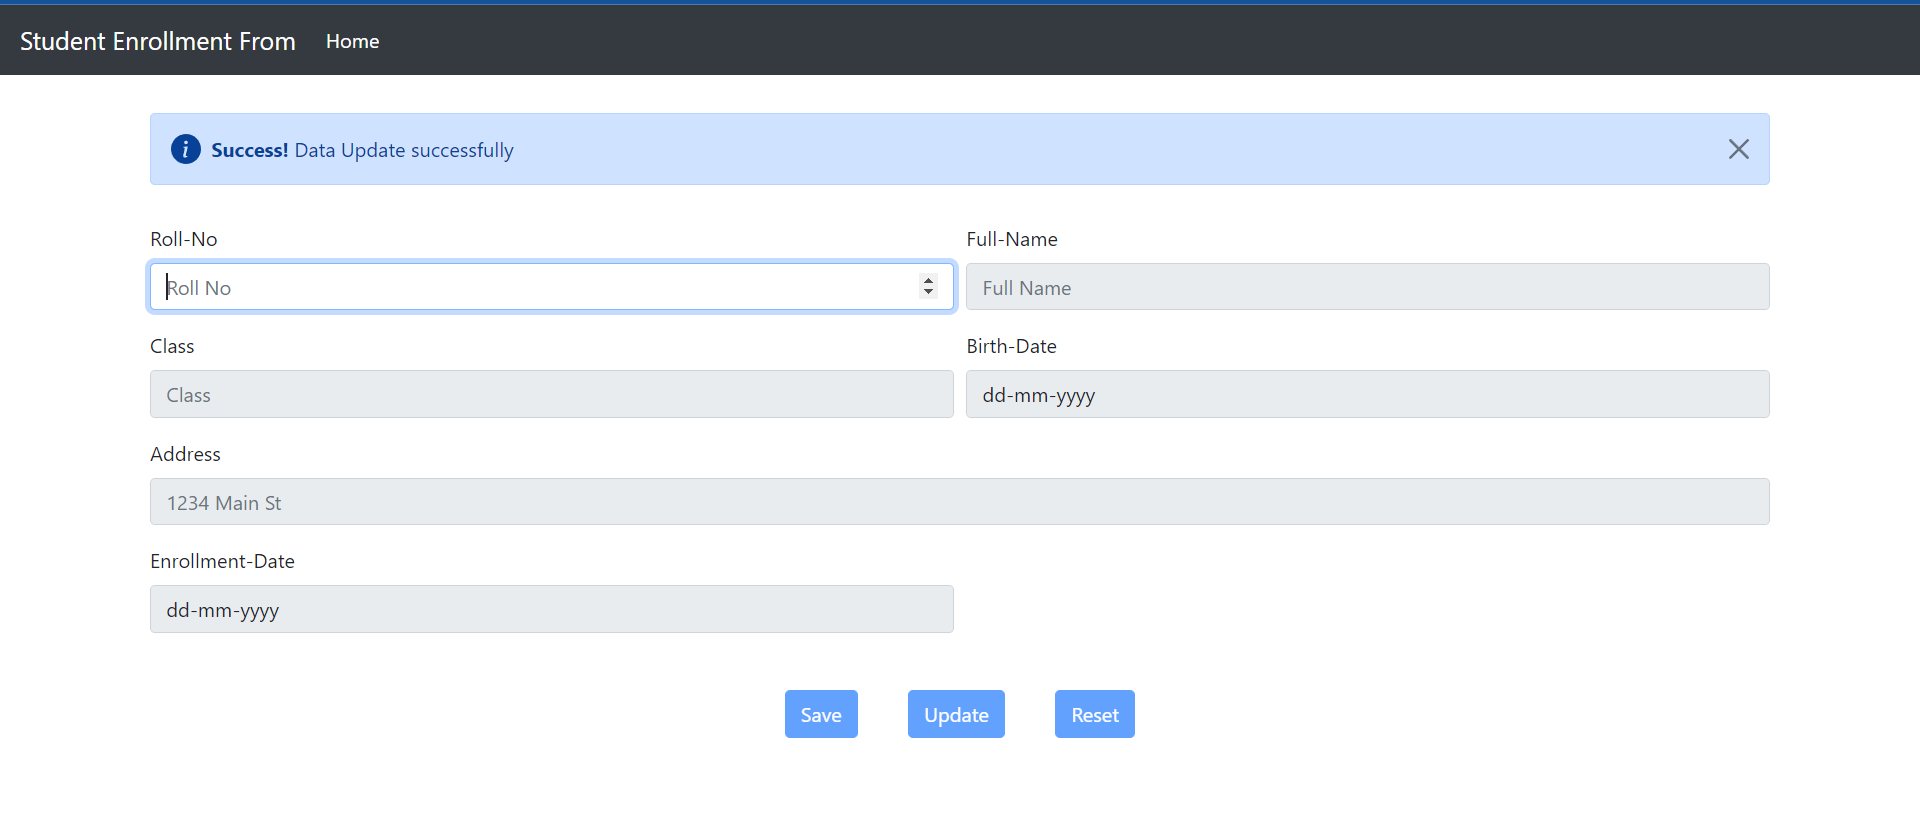 Student Enrollment From Home
Success! Data Update successfully
Roll-No Full-Name
Roll No Full Name
Class Birth-Date
Class dd-mm-yyyy
Address
1234 Main St
Enrollment-Date
dd-mm-yyyy
Save Update Reset